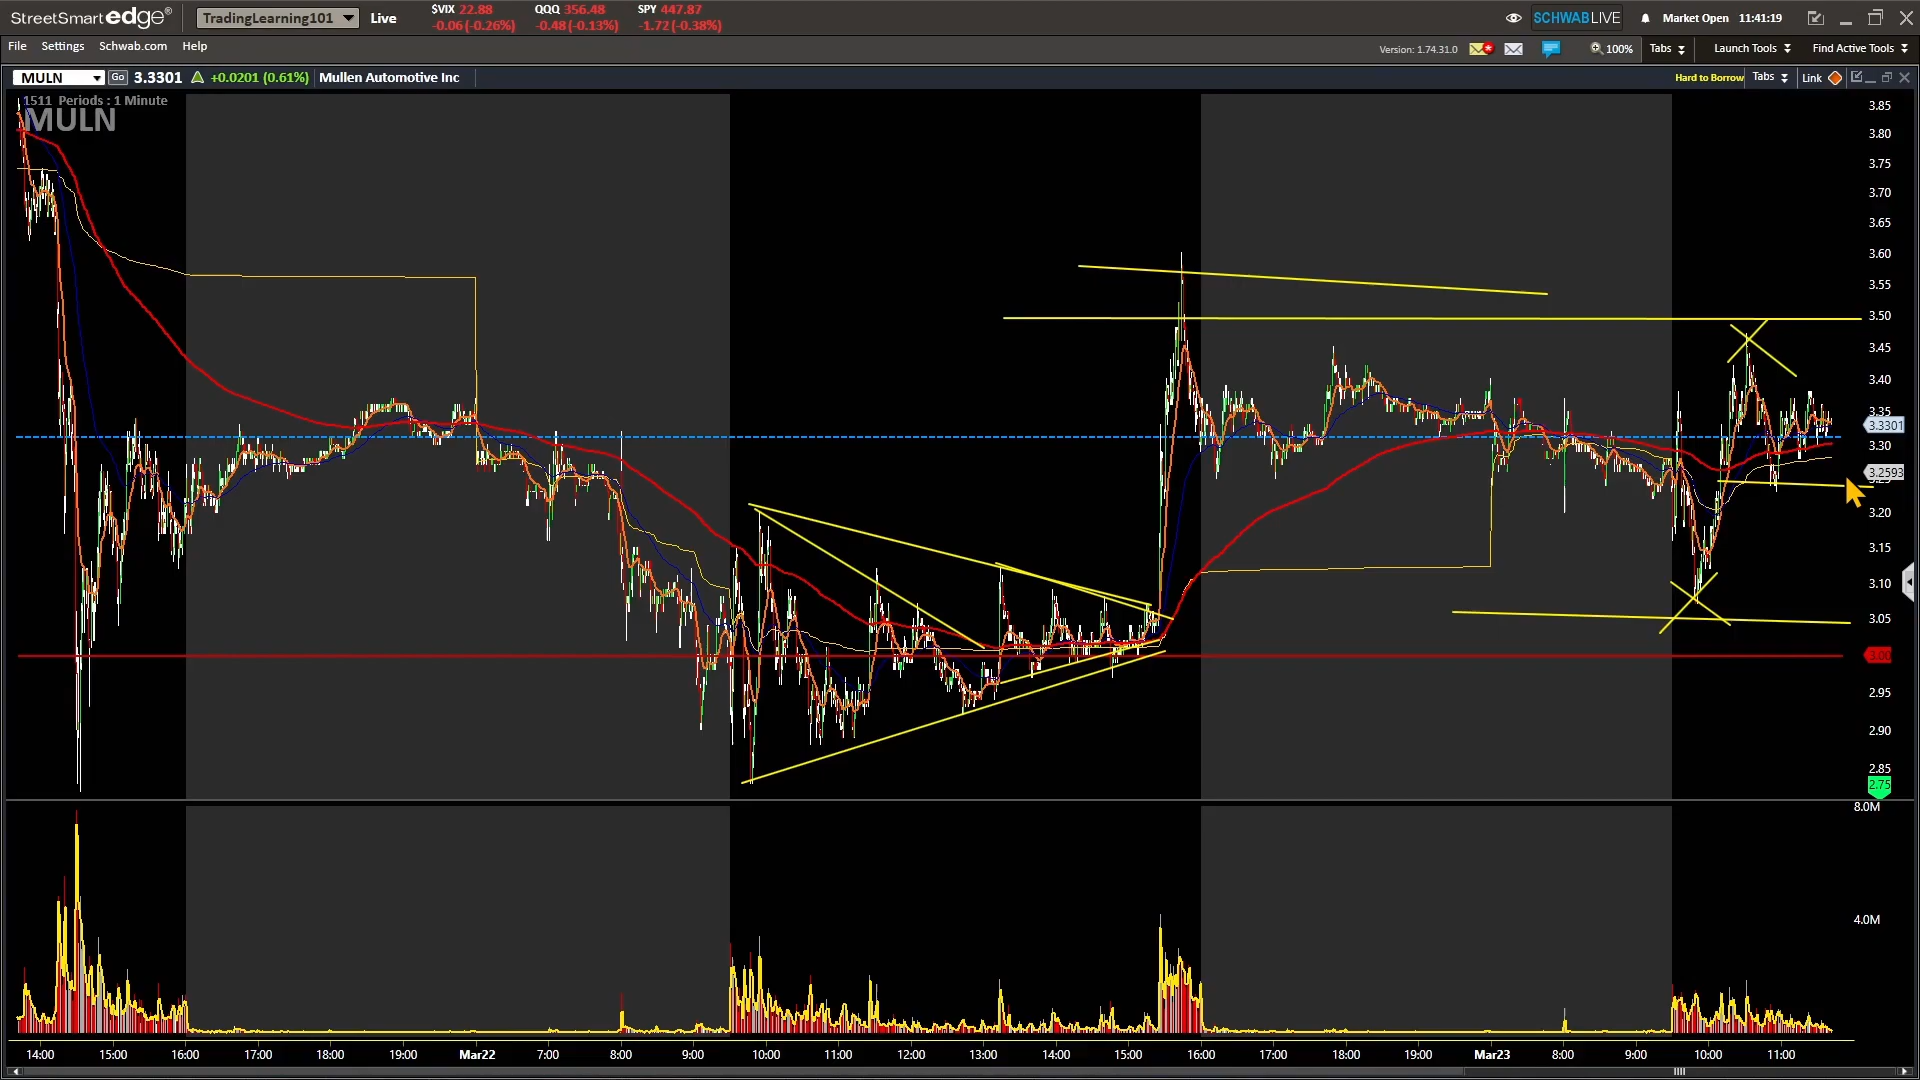 StreetSmart edge® TradingLearning101 Live $VIX 22.88 QQQ 356.48 SPY 447.87 SCHWABLIVE Market Open 11:41:19
-0.06 (-0.26%) -0.48 (-0.13%) -1.72 (-0.38%)
File Settings Schwab.com Help Version: 1.74.31.0 100% Tabs Launch Tools Find Active Tools
MULN Go 3.3301 +0.0201 (0.61%) Mullen Automotive Inc Hard to Borrow Tabs Link
1511 Periods : 1 Minute
MULN
3.85
3.80
3.75
3.70
3.65
3.60
3.55
3.50
3.45
3.40
3.35
3.3301
3.30
3.2593
3.20
3.15
3.10
3.05
3.00
2.95
2.90
2.85
2.75
8.0M
4.0M
14:00 15:00 16:00 17:00 18:00 19:00 Mar22 7:00 8:00 9:00 10:00 11:00 12:00 13:00 14:00 15:00 16:00 17:00 18:00 19:00 Mar23 8:00 9:00 10:00 11:00